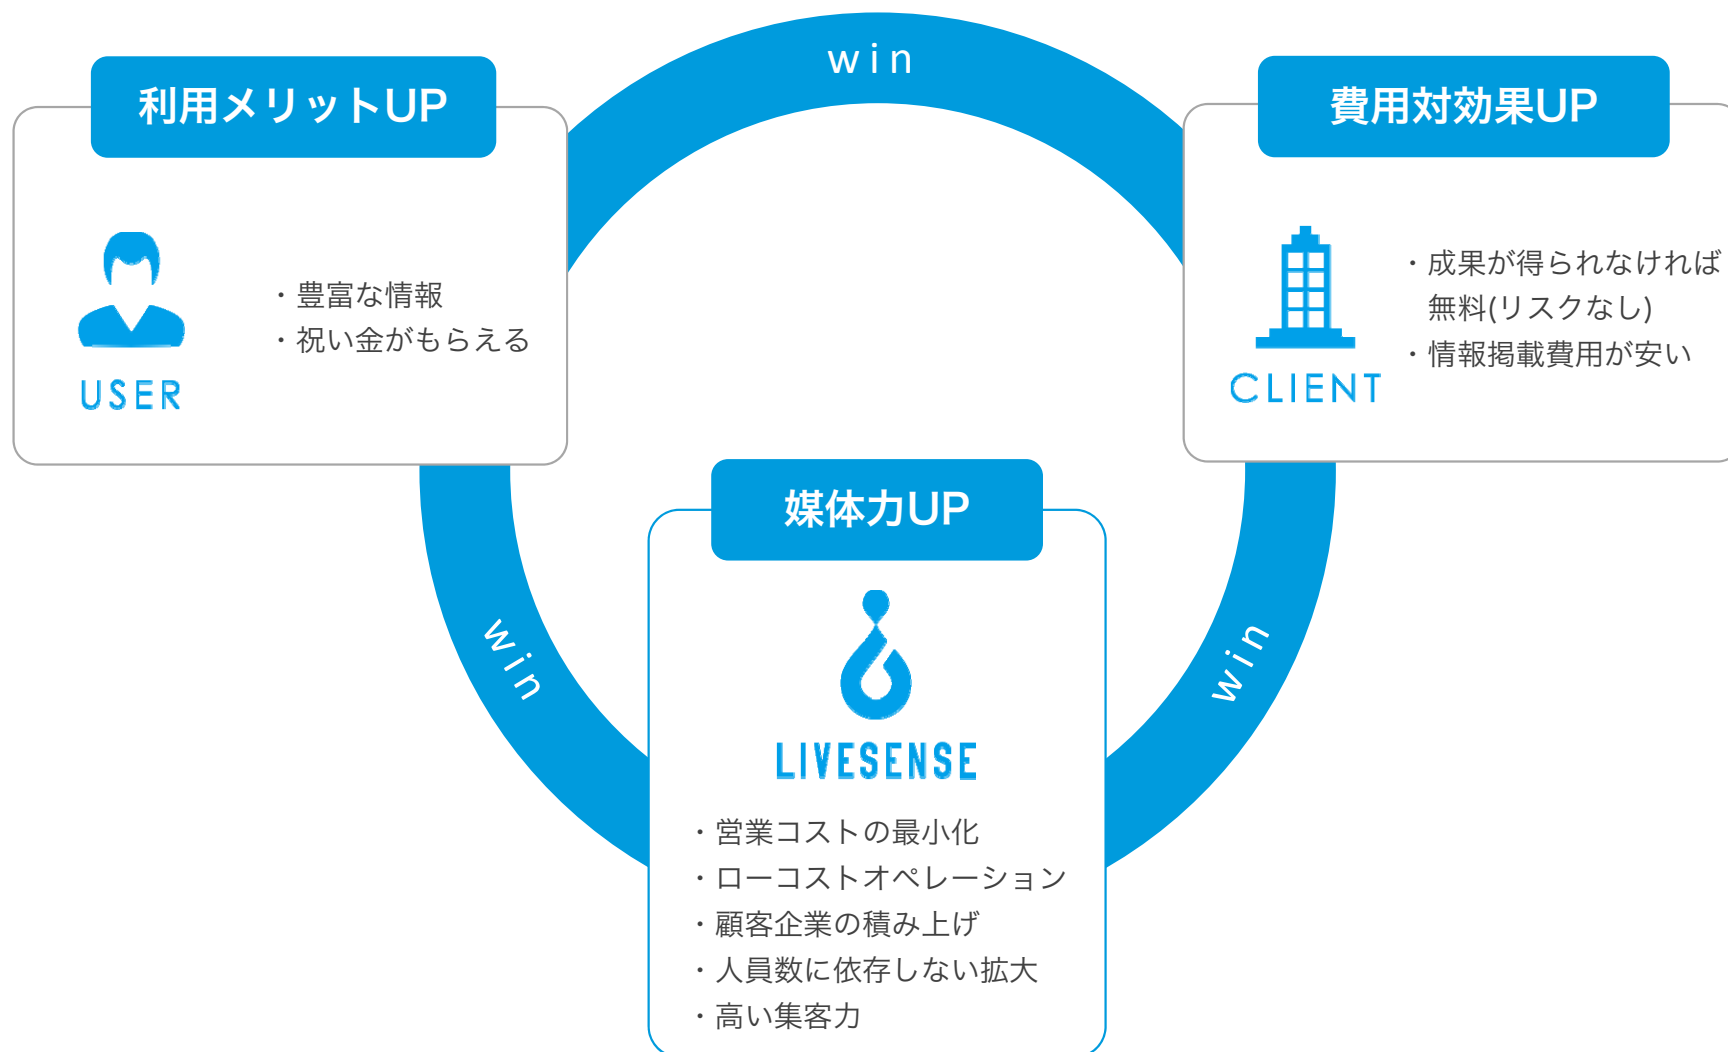 win
利用メリットUP
・豊富な情報
・祝い金がもらえる
USER
費用対効果UP
・成果が得られなければ
無料(リスクなし)
・情報掲載費用が安い
CLIENT
媒体力UP
LIVESENSE
・営業コストの最小化
・ローコストオペレーション
・顧客企業の積み上げ
・人員数に依存しない拡大
・高い集客力
win
win